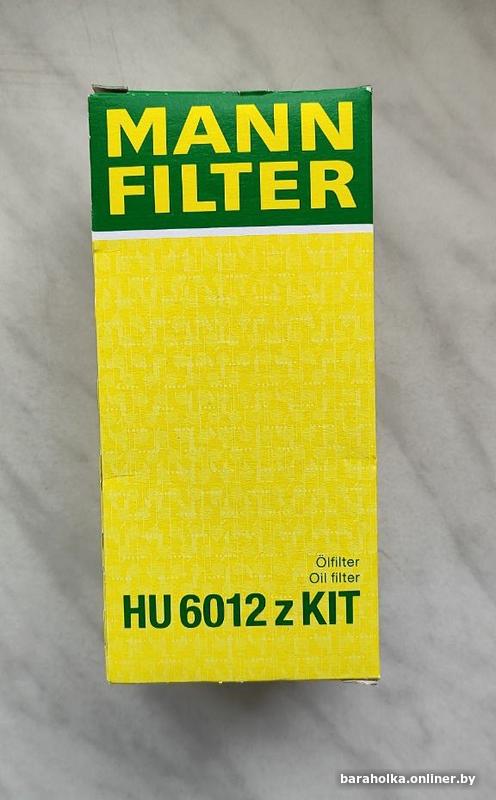 MANN
FILTER
Ölfilter
Oil filter
HU 6012 z KIT
baraholka.onliner.by